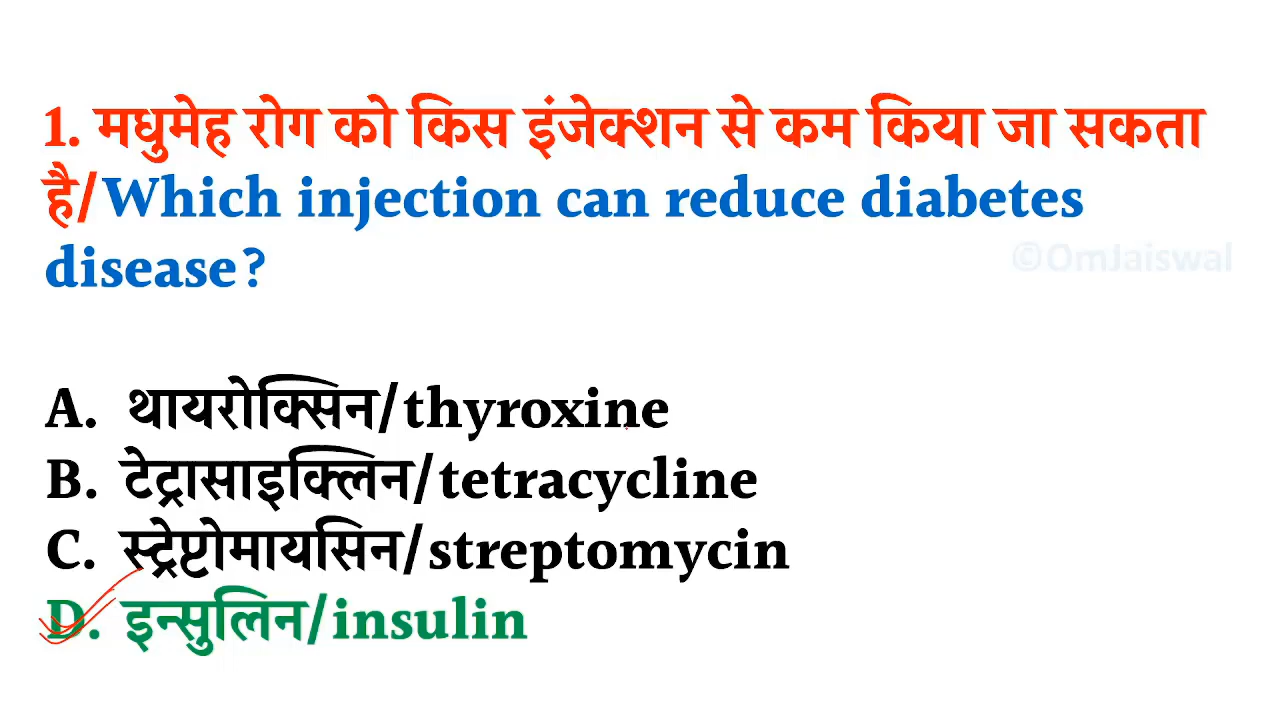 1. मधुमेह रोग को किस इंजेक्शन से कम किया जा सकता
है/Which injection can reduce diabetes
disease?
©OmJaiswal
A. थायरोक्सिन/thyroxine
B. टेट्रासाइक्लिन/tetracycline
C. स्ट्रेप्टोमायसिन/streptomycin
D. इन्सुलिन/insulin